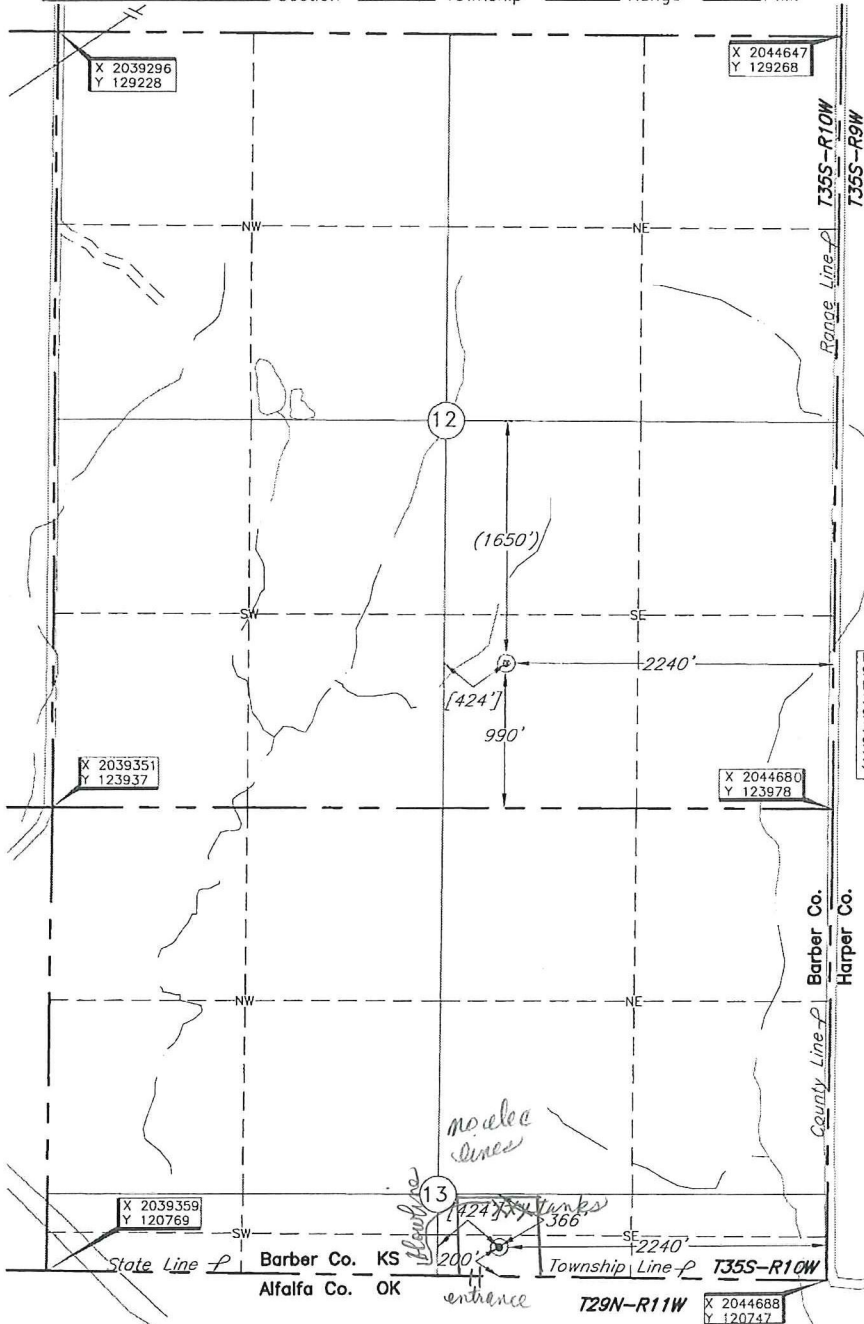 Section Township Range
X 2039296
Y 129228
X 2044647
Y 129268
T35S-R10W
T35S-R9W
Range Line
NW
NE
12
(1650')
SW
SE
2240'
[424']
990'
X 2039351
Y 123937
X 2044680
Y 123978
Barber Co.
Harper Co.
County Line
NW
NE
no elec
lines
blowline
13
[424'] tanks
366'
X 2039359
Y 120769
SW
SE
2240'
State Line
Barber Co. KS
200'
Township Line
T35S-R10W
Alfalfa Co. OK
entrance
T29N-R11W
X 2044688
Y 120747